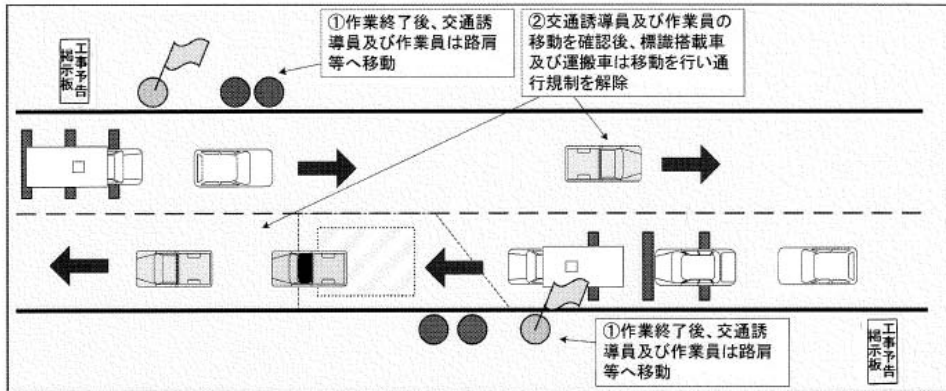 工事予告
掲示板
①作業終了後、交通誘
導員及び作業員は路肩
等へ移動
②交通誘導員及び作業員の
移動を確認後、標識搭載車
及び運搬車は移動を行い通
行規制を解除
①作業終了後、交通誘
導員及び作業員は路肩
等へ移動
工事予告
掲示板